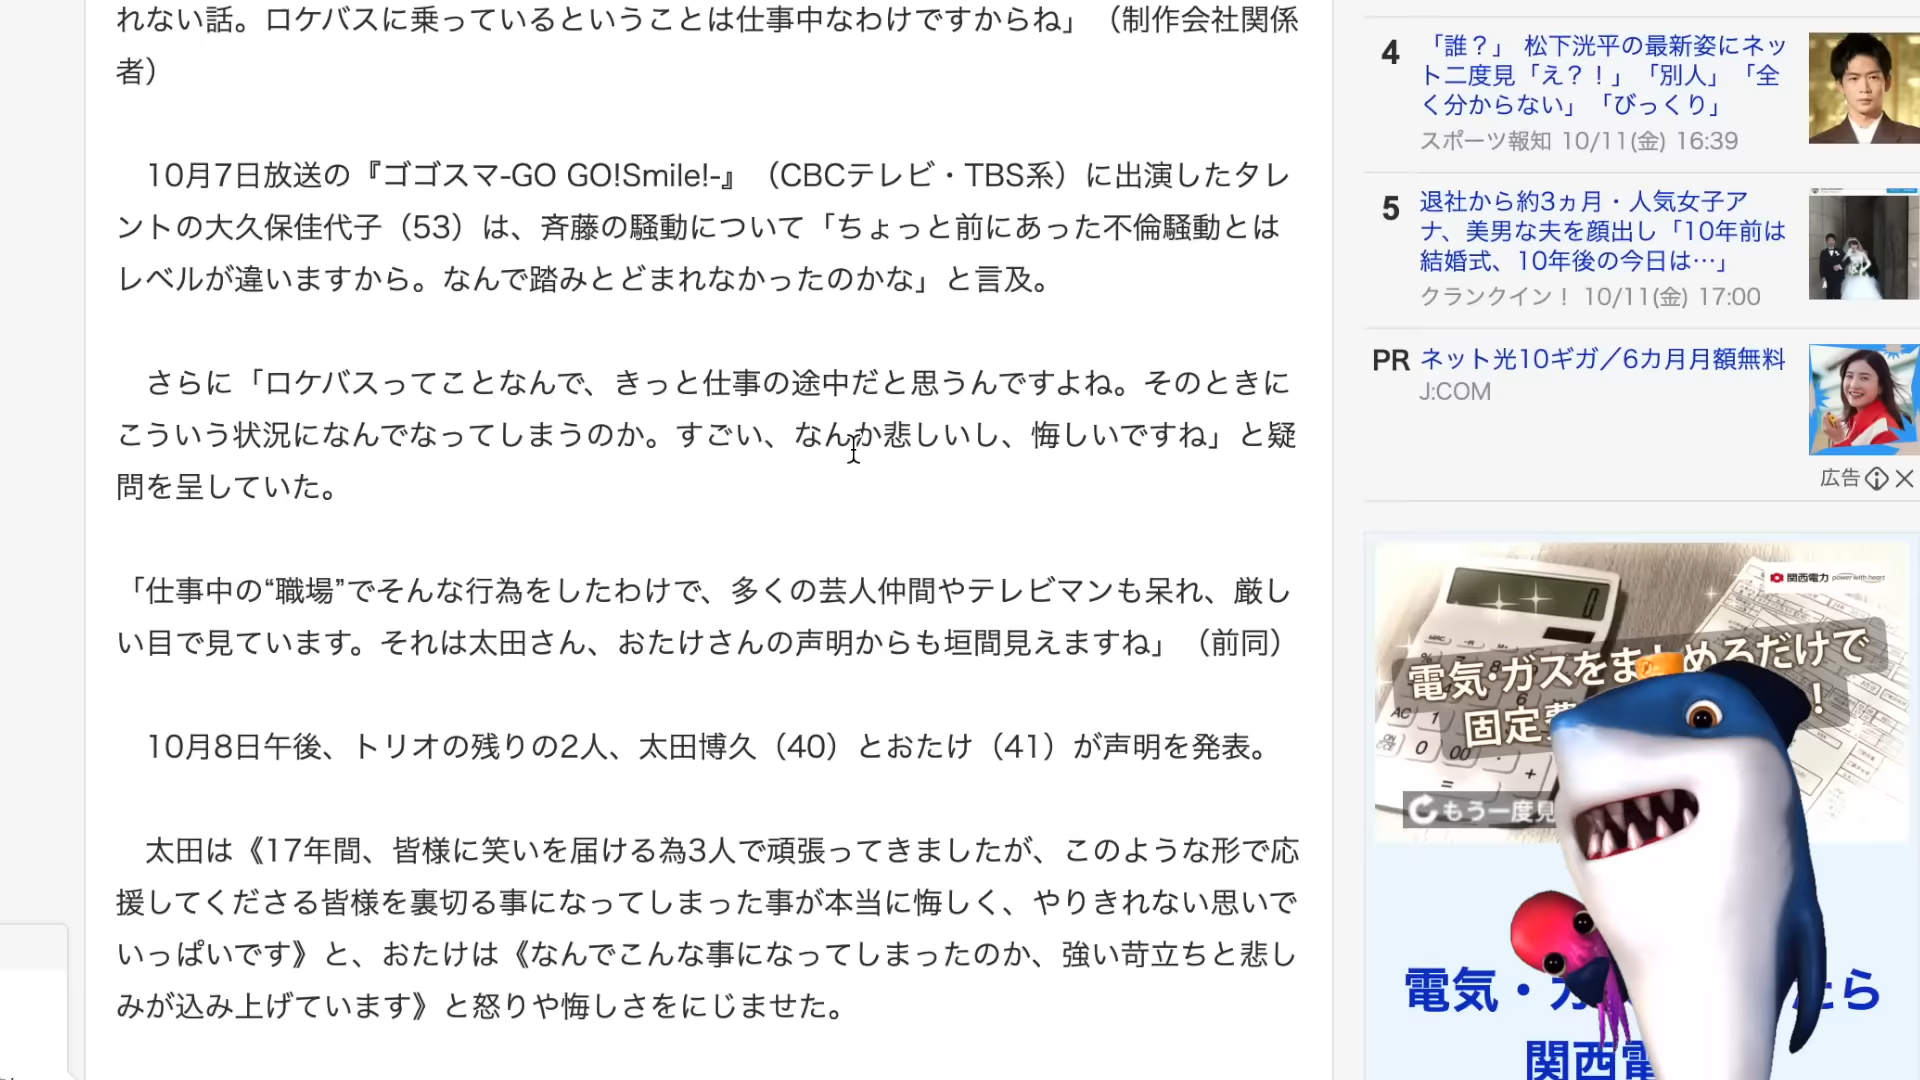 れない話。ロケバスに乗っているということは仕事中なわけですからね」（制作会社関係
者）
10月7日放送の『ゴゴスマ-GO GO!Smile!-』（CBCテレビ・TBS系）に出演したタレ
ントの大久保佳代子（53）は、斉藤の騒動について「ちょっと前にあった不倫騒動とは
レベルが違いますから。なんで踏みとどまれなかったのかな」と言及。
さらに「ロケバスってことなんで、きっと仕事の途中だと思うんですよね。そのときに
こういう状況になんでなってしまうのか。すごい、なんか悲しいし、悔しいですね」と疑
問を呈していた。
「仕事中の“職場”でそんな行為をしたわけで、多くの芸人仲間やテレビマンも呆れ、厳し
い目で見ています。それは太田さん、おたけさんの声明からも垣間見えますね」（前同）
10月8日午後、トリオの残りの2人、太田博久（40）とおたけ（41）が声明を発表。
太田は《17年間、皆様に笑いを届ける為3人で頑張ってきましたが、このような形で応
援してくださる皆様を裏切る事になってしまった事が本当に悔しく、やりきれない思いで
いっぱいです》と、おたけは《なんでこんな事になってしまったのか、強い苛立ちと悲し
みが込み上げています》と怒りや悔しさをにじませた。
4
「誰？」 松下洸平の最新姿にネッ
ト二度見「え？！」「別人」「全
く分からない」「びっくり」
スポーツ報知 10/11(金) 16:39
5
退社から約3ヵ月・人気女子ア
ナ、美男な夫を顔出し「10年前は
結婚式、10年後の今日は…」
クランクイン！ 10/11(金) 17:00
PR ネット光10ギガ／6カ月月額無料
J:COM
広告
関西電力 power with heart
電気・ガスをまとめるだけで
固定費 ！
もう一度見
電気・ガ たら
関西電